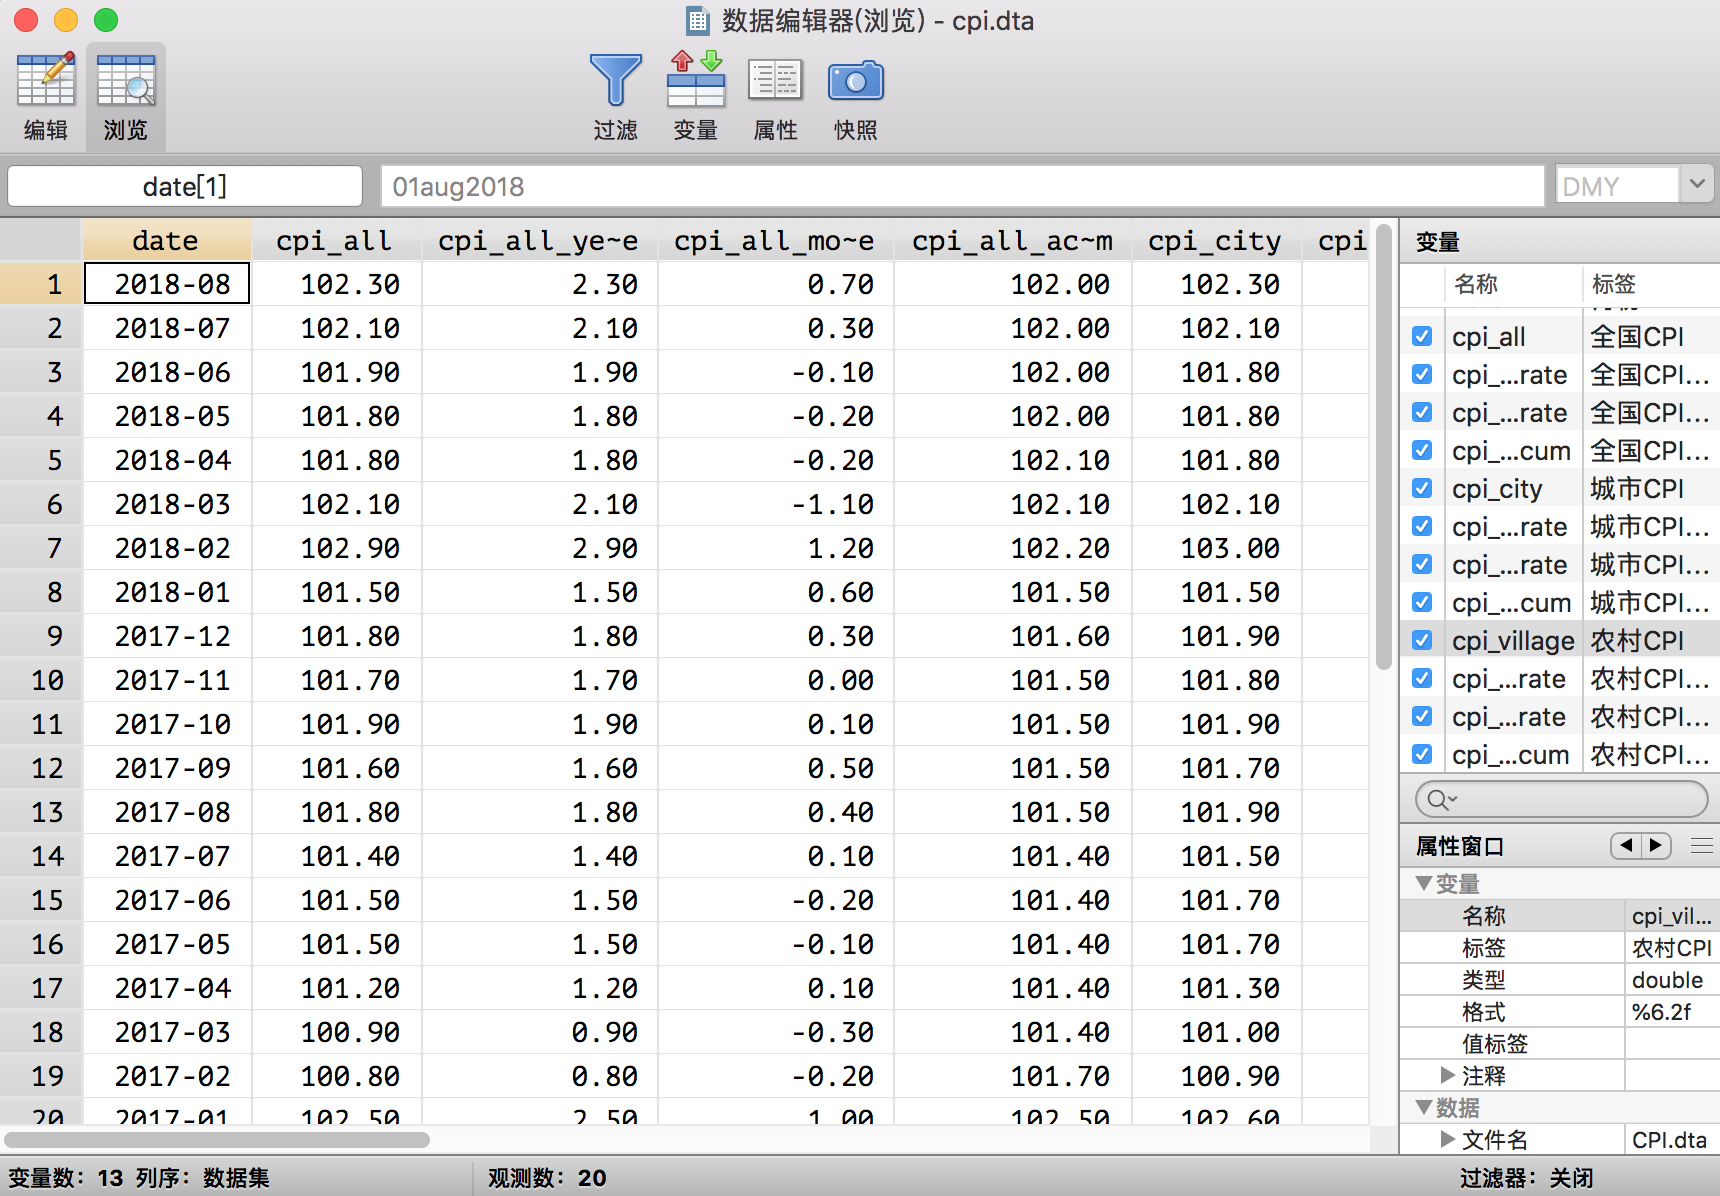 数据编辑器(浏览) - cpi.dta
编辑 浏览 过滤 变量 属性 快照
date[1] 01aug2018 DMY
date cpi_all cpi_all_ye~e cpi_all_mo~e cpi_all_ac~m cpi_city cpi
1 2018-08 102.30 2.30 0.70 102.00 102.30
2 2018-07 102.10 2.10 0.30 102.00 102.10
3 2018-06 101.90 1.90 -0.10 102.00 101.80
4 2018-05 101.80 1.80 -0.20 102.00 101.80
5 2018-04 101.80 1.80 -0.20 102.10 101.80
6 2018-03 102.10 2.10 -1.10 102.10 102.10
7 2018-02 102.90 2.90 1.20 102.20 103.00
8 2018-01 101.50 1.50 0.60 101.50 101.50
9 2017-12 101.80 1.80 0.30 101.60 101.90
10 2017-11 101.70 1.70 0.00 101.50 101.80
11 2017-10 101.90 1.90 0.10 101.50 101.90
12 2017-09 101.60 1.60 0.50 101.50 101.70
13 2017-08 101.80 1.80 0.40 101.50 101.90
14 2017-07 101.40 1.40 0.10 101.40 101.50
15 2017-06 101.50 1.50 -0.20 101.40 101.70
16 2017-05 101.50 1.50 -0.10 101.40 101.70
17 2017-04 101.20 1.20 0.10 101.40 101.30
18 2017-03 100.90 0.90 -0.30 101.40 101.00
19 2017-02 100.80 0.80 -0.20 101.70 100.90
20 2017-01 102.50 2.50 1.00 102.50 102.60
变量
名称 标签
cpi_all 全国CPI
cpi_...rate 全国CPI...
cpi_...rate 全国CPI...
cpi_...cum 全国CPI...
cpi_city 城市CPI
cpi_...rate 城市CPI...
cpi_...rate 城市CPI...
cpi_...cum 城市CPI...
cpi_village 农村CPI
cpi_...rate 农村CPI...
cpi_...rate 农村CPI...
cpi_...cum 农村CPI...
属性窗口
变量
名称 cpi_vil...
标签 农村CPI
类型 double
格式 %6.2f
值标签
注释
数据
文件名 CPI.dta
变量数：13 列序：数据集 观测数：20 过滤器：关闭